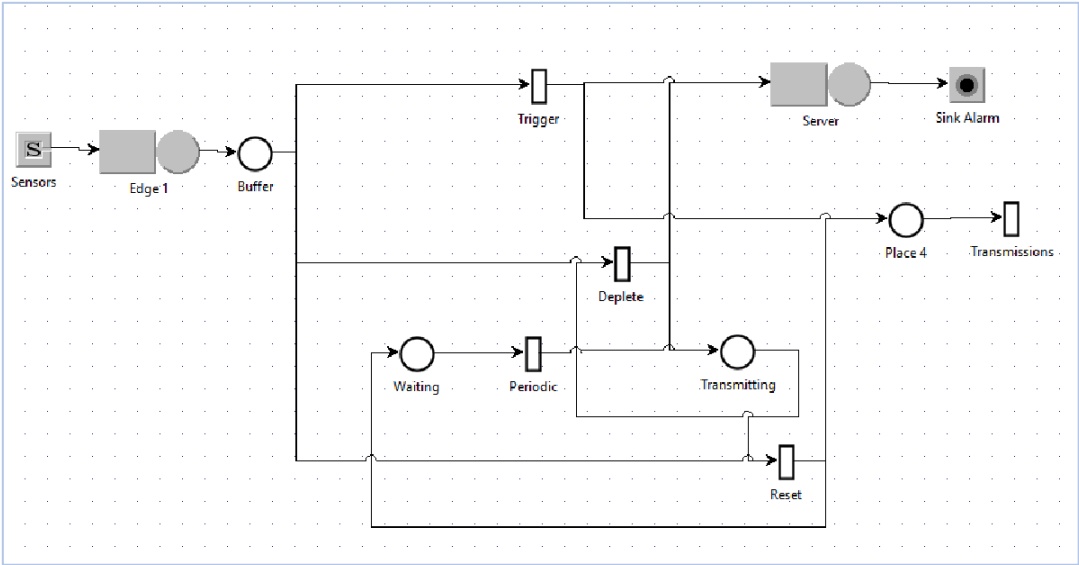 Trigger
Server
Sink Alarm
S
Sensors
Edge 1
Buffer
Place 4
Transmissions
Deplete
Waiting
Periodic
Transmitting
Reset